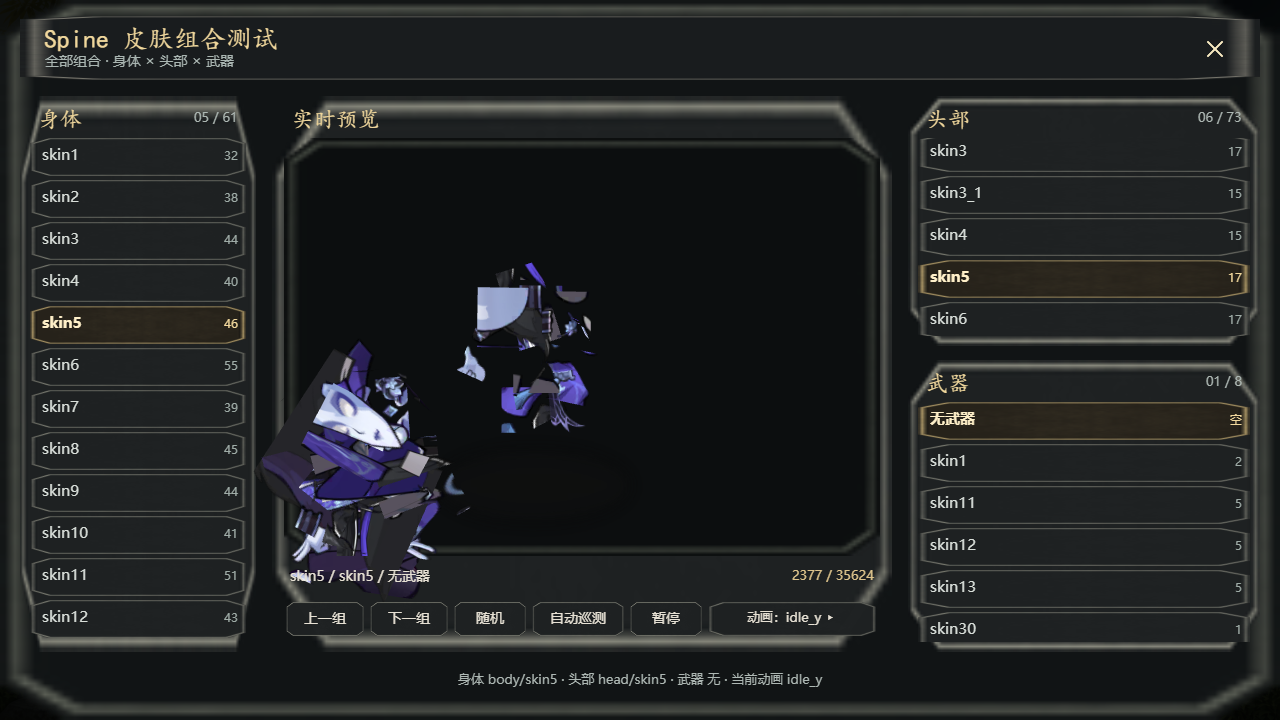 Spine 皮肤组合测试
全部组合 · 身体 × 头部 × 武器
身体 05 / 61
skin1 32
skin2 38
skin3 44
skin4 40
skin5 46
skin6 55
skin7 39
skin8 45
skin9 44
skin10 41
skin11 51
skin12 43
实时预览
skin5 / skin5 / 无武器 2377 / 35624
上一组 下一组 随机 自动巡测 暂停 动画: idle_y ▸
头部 06 / 73
skin3 17
skin3_1 15
skin4 15
skin5 17
skin6 17
武器 01 / 8
无武器 空
skin1 2
skin11 5
skin12 5
skin13 5
skin30 1
身体 body/skin5 · 头部 head/skin5 · 武器 无 · 当前动画 idle_y